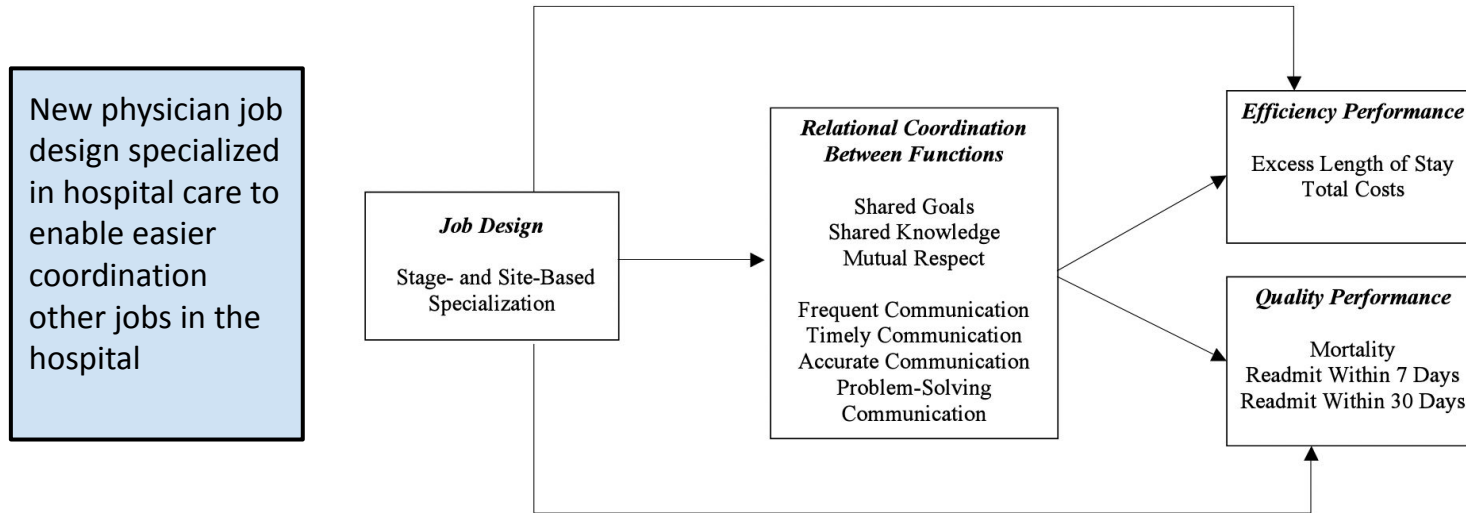 New physician job
design specialized
in hospital care to
enable easier
coordination
other jobs in the
hospital
Job Design
Stage- and Site-Based
Specialization
Relational Coordination
Between Functions
Shared Goals
Shared Knowledge
Mutual Respect
Frequent Communication
Timely Communication
Accurate Communication
Problem-Solving
Communication
Efficiency Performance
Excess Length of Stay
Total Costs
Quality Performance
Mortality
Readmit Within 7 Days
Readmit Within 30 Days